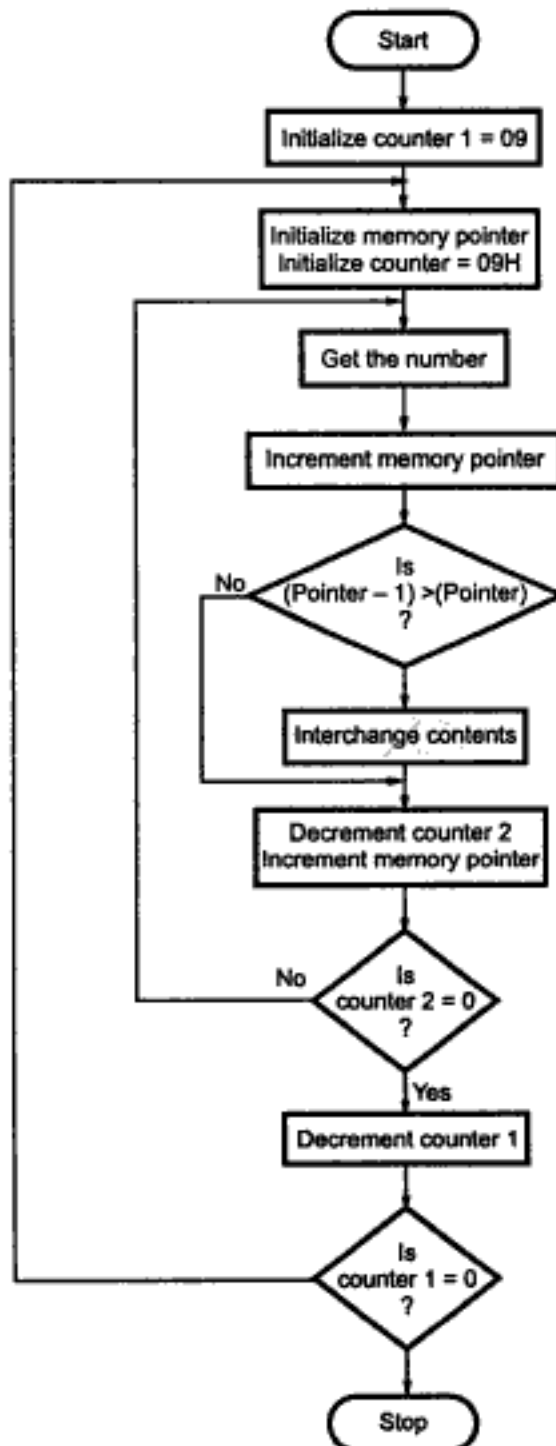 Start
Initialize counter 1 = 09
Initialize memory pointer
Initialize counter = 09H
Get the number
Increment memory pointer
Is
(Pointer – 1) >(Pointer)
?
No
Interchange contents
Decrement counter 2
Increment memory pointer
Is
counter 2 = 0
?
No
Yes
Decrement counter 1
Is
counter 1 = 0
?
Stop